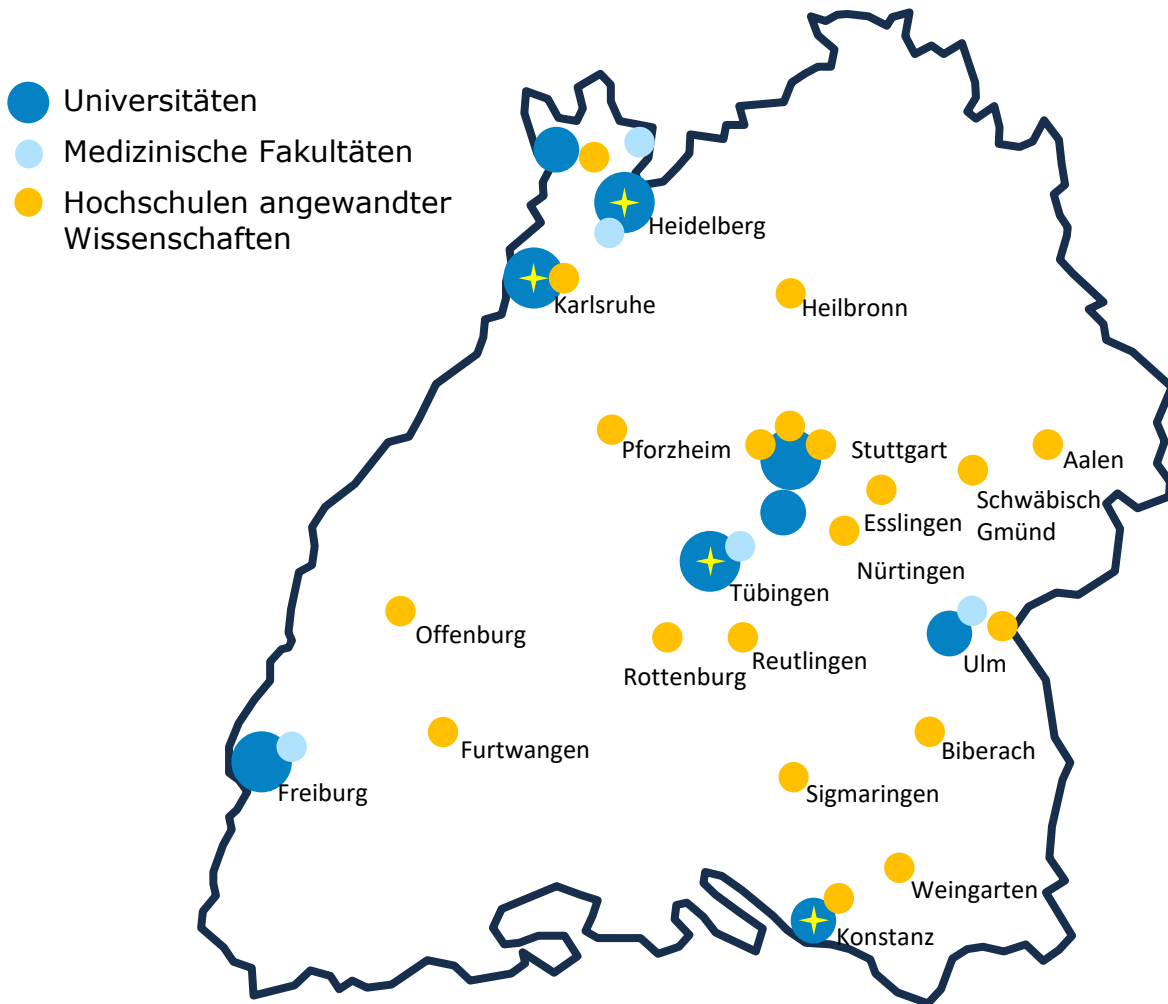 Universitäten
Medizinische Fakultäten
Hochschulen angewandter
Wissenschaften
Heidelberg
Karlsruhe
Heilbronn
Pforzheim
Stuttgart
Aalen
Schwäbisch
Gmünd
Esslingen
Nürtingen
Tübingen
Offenburg
Rottenburg
Reutlingen
Ulm
Furtwangen
Biberach
Freiburg
Sigmaringen
Weingarten
Konstanz